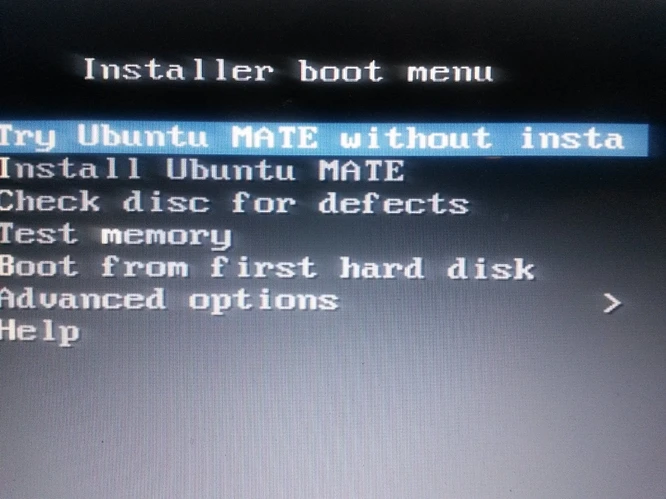 Installer boot menu
Try Ubuntu MATE without insta
Install Ubuntu MATE
Check disc for defects
Test memory
Boot from first hard disk
Advanced options >
Help